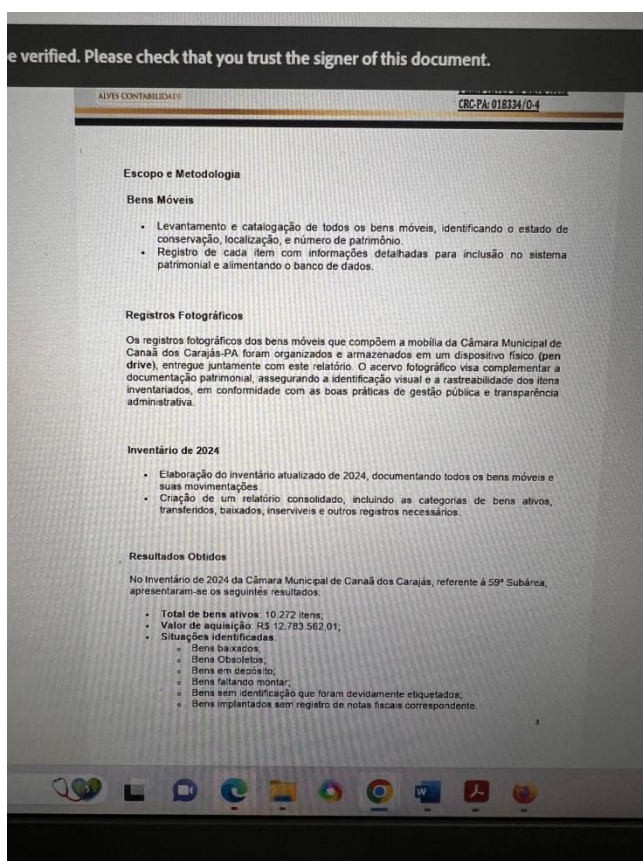 e verified. Please check that you trust the signer of this document.
ALVES CONTABILIDADE
CRC-PA: 018334/O-4
Escopo e Metodologia
Bens Móveis
• Levantamento e catalogação de todos os bens móveis, identificando o estado de
conservação, localização, e número de patrimônio.
• Registro de cada item com informações detalhadas para inclusão no sistema
patrimonial e alimentando o banco de dados.
Registros Fotográficos
Os registros fotográficos dos bens móveis que compõem a mobília da Câmara Municipal de
Canaã dos Carajás-PA foram organizados e armazenados em um dispositivo físico (pen
drive), entregue juntamente com este relatório. O acervo fotográfico visa complementar a
documentação patrimonial, assegurando a identificação visual e a rastreabilidade dos itens
inventariados, em conformidade com as boas práticas de gestão pública e transparência
administrativa.
Inventário de 2024
• Elaboração do inventário atualizado de 2024, documentando todos os bens móveis e
suas movimentações.
• Criação de um relatório consolidado, incluindo as categorias de bens ativos,
transferidos, baixados, inservíveis e outros registros necessários.
Resultados Obtidos
No Inventário de 2024 da Câmara Municipal de Canaã dos Carajás, referente à 59ª Subárea,
apresentaram-se os seguintes resultados:
• Total de bens ativos: 10.272 itens;
• Valor de aquisição: R$ 12.783.562,01;
• Situações identificadas:
o Bens baixados;
o Bens Obsoletos;
o Bens em depósito;
o Bens faltando montar;
o Bens sem identificação que foram devidamente etiquetados;
o Bens implantados sem registro de notas fiscais correspondente.
3